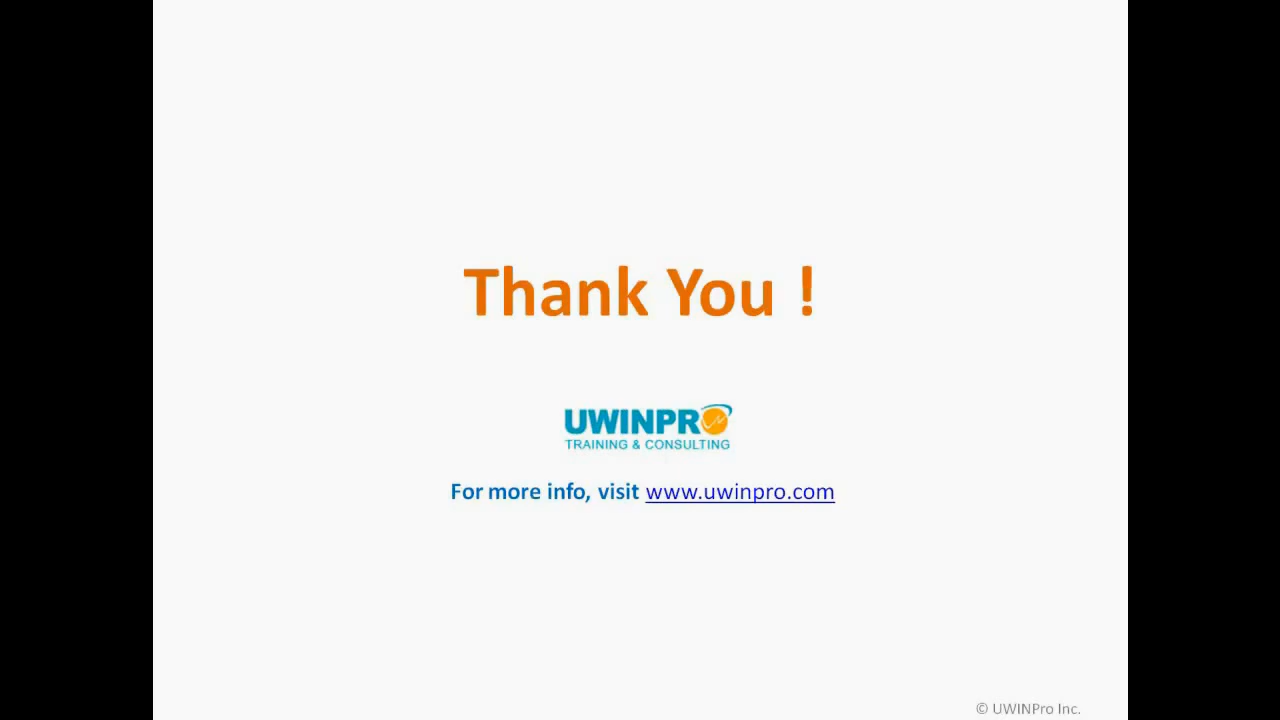 Thank You !
UWINPRO
TRAINING & CONSULTING
For more info, visit www.uwinpro.com
© UWINPro Inc.